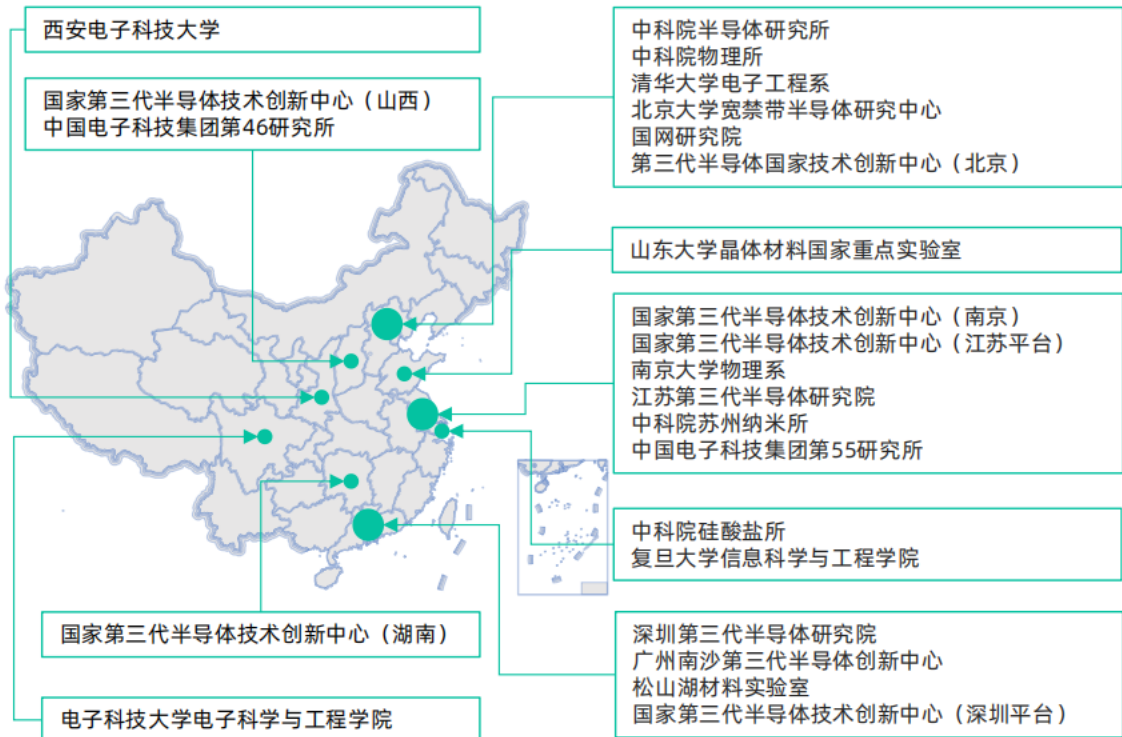 西安电子科技大学
国家第三代半导体技术创新中心（山西）
中国电子科技集团第46研究所
中科院半导体研究所
中科院物理所
清华大学电子工程系
北京大学宽禁带半导体研究中心
国网研究院
第三代半导体国家技术创新中心（北京）
山东大学晶体材料国家重点实验室
国家第三代半导体技术创新中心（南京）
国家第三代半导体技术创新中心（江苏平台）
南京大学物理系
江苏第三代半导体研究院
中科院苏州纳米所
中国电子科技集团第55研究所
中科院硅酸盐所
复旦大学信息科学与工程学院
国家第三代半导体技术创新中心（湖南）
电子科技大学电子科学与工程学院
深圳第三代半导体研究院
广州南沙第三代半导体创新中心
松山湖材料实验室
国家第三代半导体技术创新中心（深圳平台）